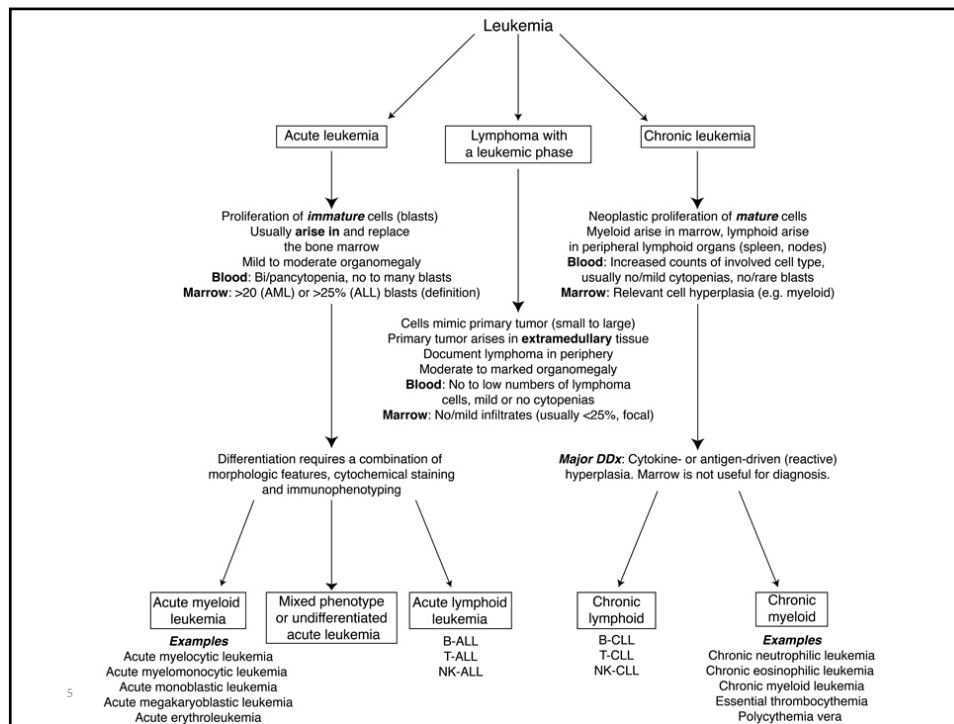 Leukemia
Acute leukemia
Lymphoma with
a leukemic phase
Chronic leukemia
Proliferation of immature cells (blasts)
Usually arise in and replace
the bone marrow
Mild to moderate organomegaly
Blood: Bi/pancytopenia, no to many blasts
Marrow: >20 (AML) or >25% (ALL) blasts (definition)
Neoplastic proliferation of mature cells
Myeloid arise in marrow, lymphoid arise
in peripheral lymphoid organs (spleen, nodes)
Blood: Increased counts of involved cell type,
usually no/mild cytopenias, no/rare blasts
Marrow: Relevant cell hyperplasia (e.g. myeloid)
Cells mimic primary tumor (small to large)
Primary tumor arises in extramedullary tissue
Document lymphoma in periphery
Moderate to marked organomegaly
Blood: No to low numbers of lymphoma
cells, mild or no cytopenias
Marrow: No/mild infiltrates (usually <25%, focal)
Differentiation requires a combination of
morphologic features, cytochemical staining
and immunophenotyping
Major DDx: Cytokine- or antigen-driven (reactive)
hyperplasia. Marrow is not useful for diagnosis.
Acute myeloid
leukemia
Examples
Acute myelocytic leukemia
Acute myelomonocytic leukemia
Acute monoblastic leukemia
Acute megakaryoblastic leukemia
Acute erythroleukemia
Mixed phenotype
or undifferentiated
acute leukemia
Acute lymphoid
leukemia
B-ALL
T-ALL
NK-ALL
Chronic
lymphoid
B-CLL
T-CLL
NK-CLL
Chronic
myeloid
Examples
Chronic neutrophilic leukemia
Chronic eosinophilic leukemia
Chronic myeloid leukemia
Essential thrombocythemia
Polycythemia vera
5